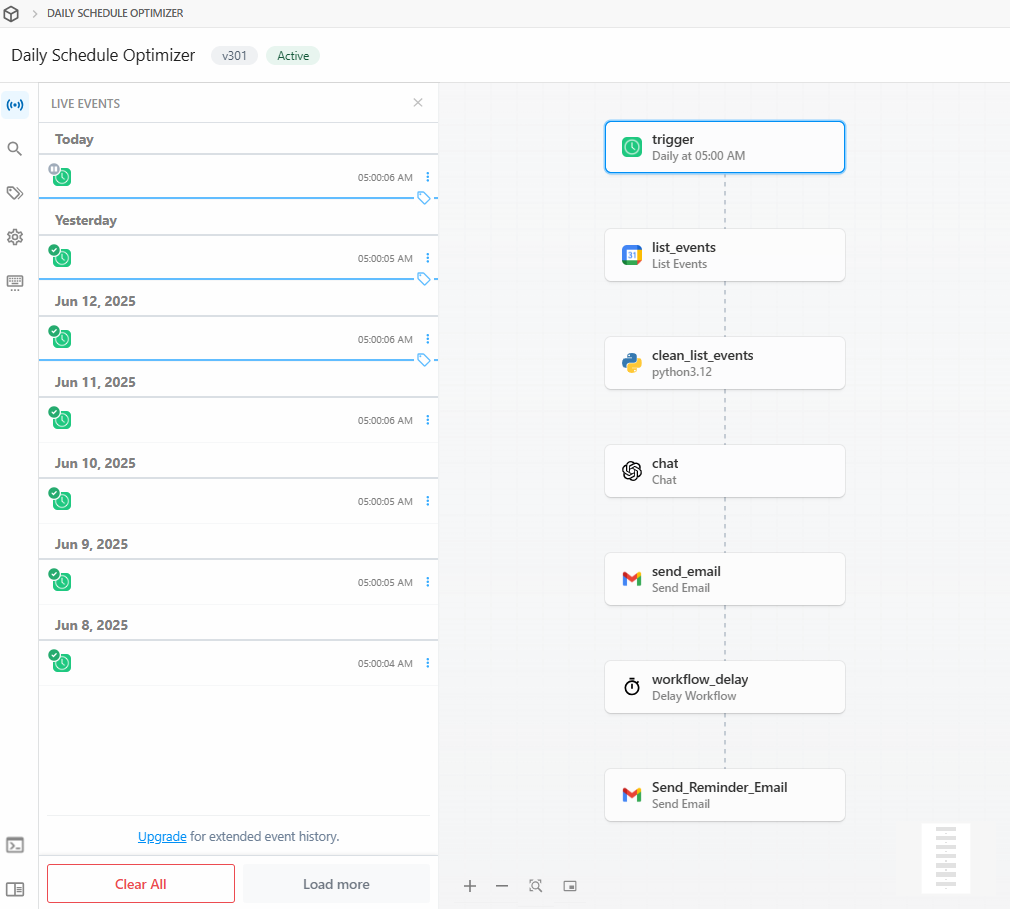 DAILY SCHEDULE OPTIMIZER
Daily Schedule Optimizer v301 Active
LIVE EVENTS
Today
05:00:06 AM
Yesterday
05:00:05 AM
Jun 12, 2025
05:00:06 AM
Jun 11, 2025
05:00:06 AM
Jun 10, 2025
05:00:05 AM
Jun 9, 2025
05:00:05 AM
Jun 8, 2025
05:00:04 AM
Upgrade for extended event history.
Clear All
Load more
trigger
Daily at 05:00 AM
31
list_events
List Events
clean_list_events
python3.12
chat
Chat
send_email
Send Email
workflow_delay
Delay Workflow
Send_Reminder_Email
Send Email